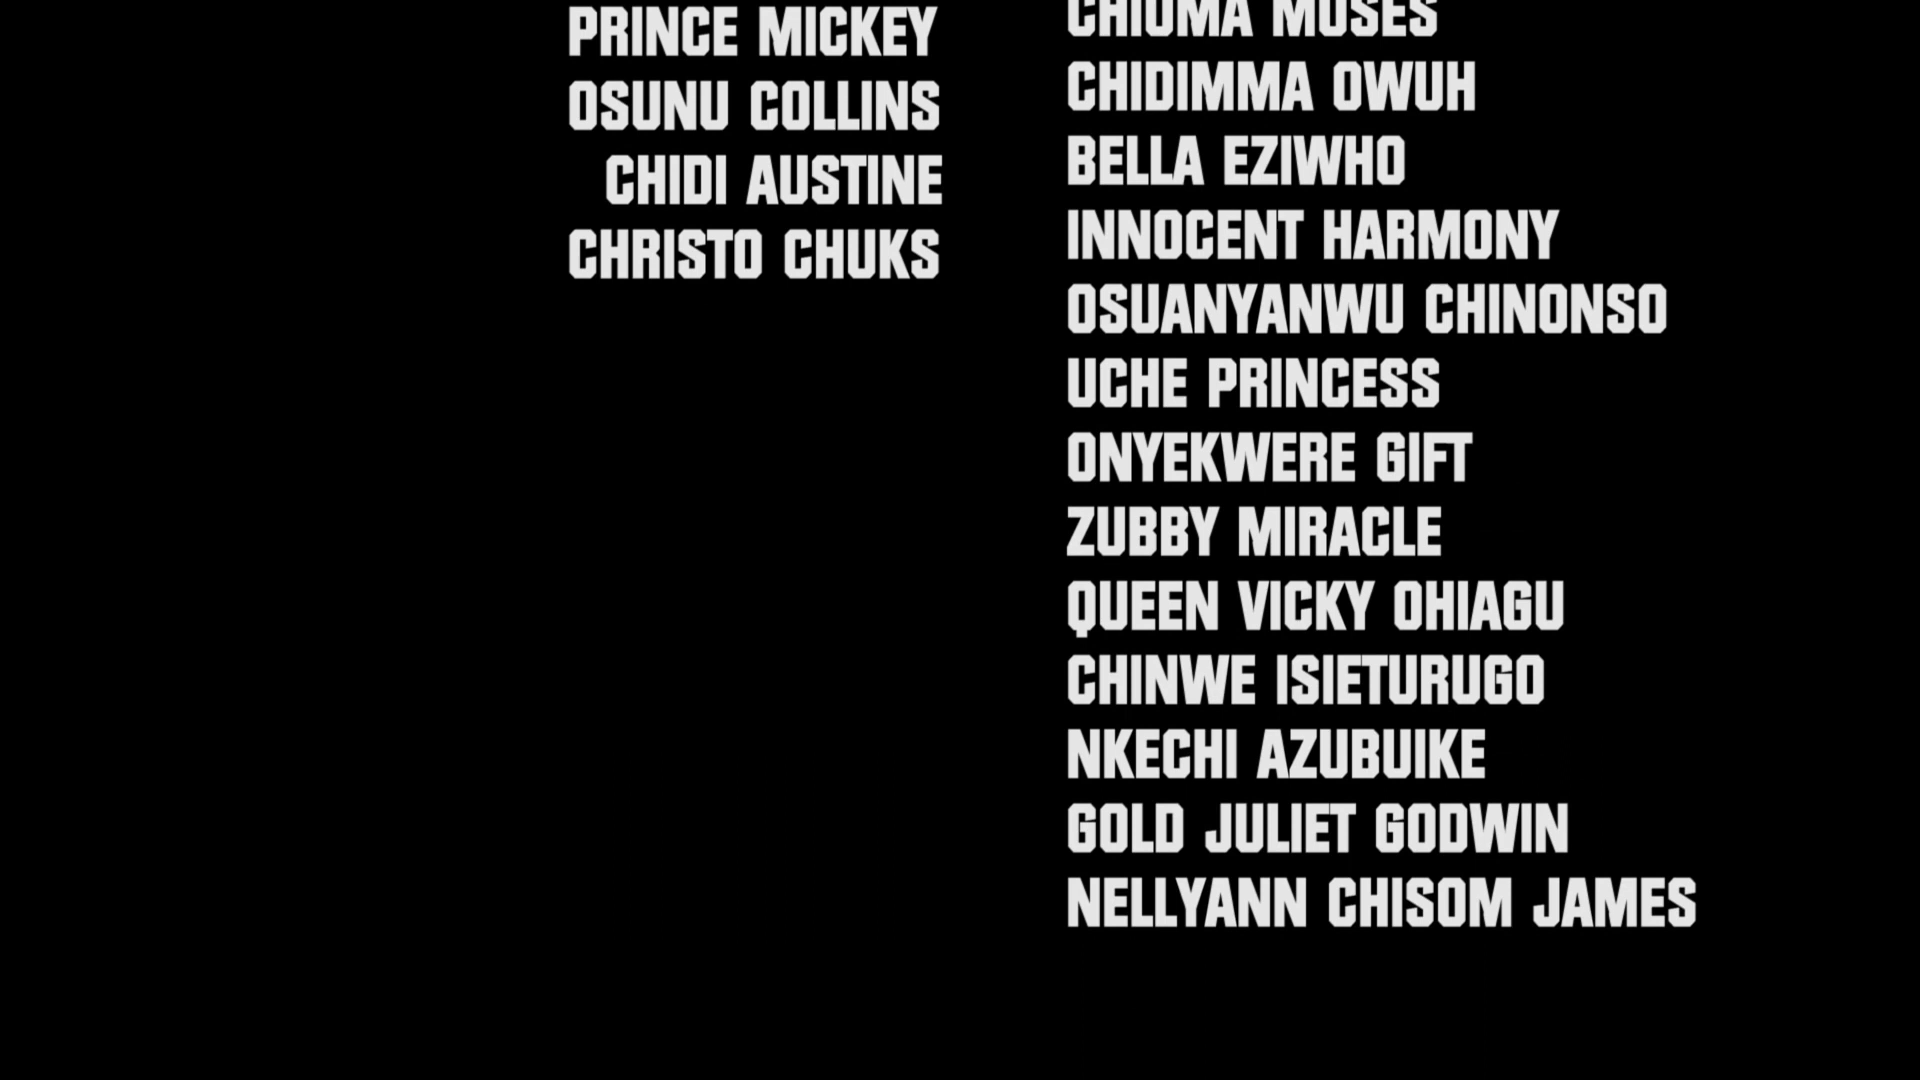 PRINCE MICKEY
OSUNU COLLINS
CHIDI AUSTINE
CHRISTO CHUKS
CHIOMA MOSES
CHIDIMMA OWUH
BELLA EZIWHO
INNOCENT HARMONY
OSUANYANWU CHINONSO
UCHE PRINCESS
ONYEKWERE GIFT
ZUBBY MIRACLE
QUEEN VICKY OHIAGU
CHINWE ISIETURUGO
NKECHI AZUBUIKE
GOLD JULIET GODWIN
NELLYANN CHISOM JAMES